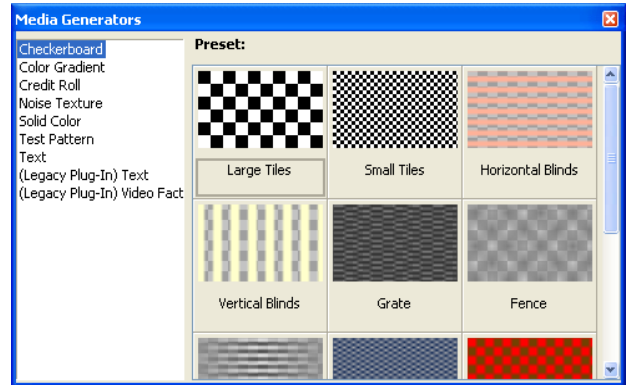 Media Generators
Checkerboard
Color Gradient
Credit Roll
Noise Texture
Solid Color
Test Pattern
Text
(Legacy Plug-In) Text
(Legacy Plug-In) Video Fact
Preset:
Large Tiles
Small Tiles
Horizontal Blinds
Vertical Blinds
Grate
Fence